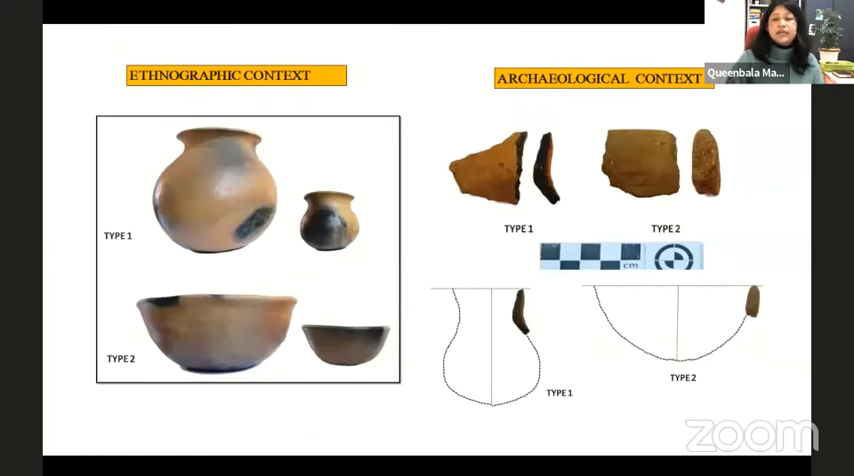 Queenbala Ma...
ETHNOGRAPHIC CONTEXT
ARCHAEOLOGICAL CONTEXT
TYPE 1
TYPE 2
TYPE 1
TYPE 2
cm
TYPE 1
TYPE 2
zoom